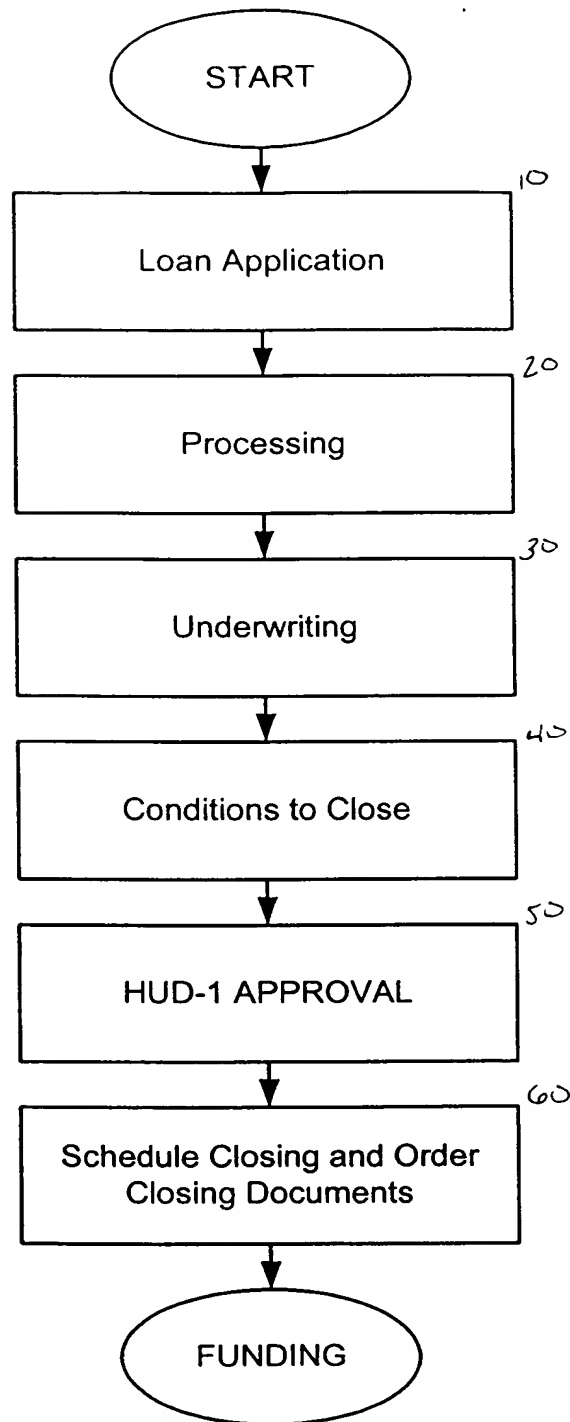 START
10
Loan Application
20
Processing
30
Underwriting
40
Conditions to Close
50
HUD-1 APPROVAL
60
Schedule Closing and Order
Closing Documents
FUNDING